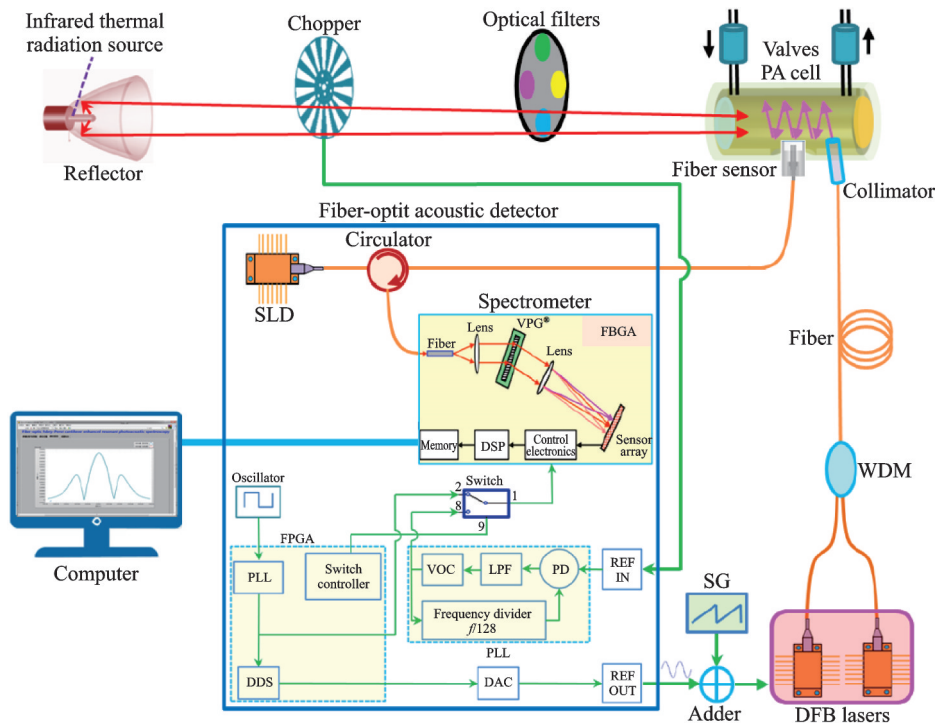 Infrared thermal
radiation source
Chopper
Optical filters
Valves
PA cell
Reflector
Fiber sensor
Collimator
Fiber-optit acoustic detector
Circulator
SLD
Spectrometer
VPG®
FBGA
Lens
Lens
Fiber
Sensor
array
Memory
DSP
Control
electronics
Fiber
WDM
Oscillator
Switch
2
8
1
9
Computer
FPGA
PLL
Switch
controller
VOC
LPF
PD
REF
IN
Frequency divider
f/128
PLL
SG
DDS
DAC
REF
OUT
Adder
DFB lasers